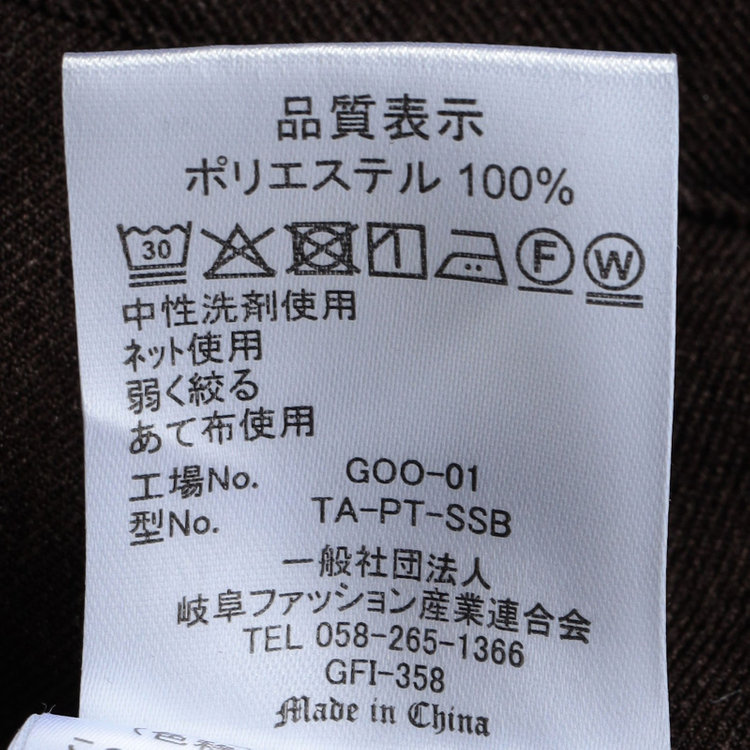 品質表示
ポリエステル 100%
30 F W
中性洗剤使用
ネット使用
弱く絞る
あて布使用
工場No. GOO-01
型No. TA-PT-SSB
一般社団法人
岐阜ファッション産業連合会
TEL 058-265-1366
GFI-358
Made in China